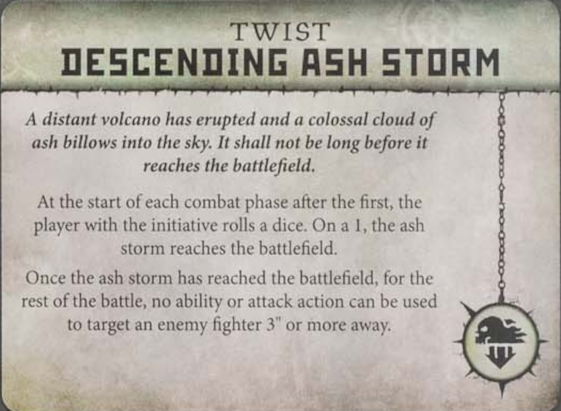 TWIST
DESCENDING ASH STORM
A distant volcano has erupted and a colossal cloud of
ash billows into the sky. It shall not be long before it
reaches the battlefield.
At the start of each combat phase after the first, the
player with the initiative rolls a dice. On a 1, the ash
storm reaches the battlefield.
Once the ash storm has reached the battlefield, for the
rest of the battle, no ability or attack action can be used
to target an enemy fighter 3" or more away.